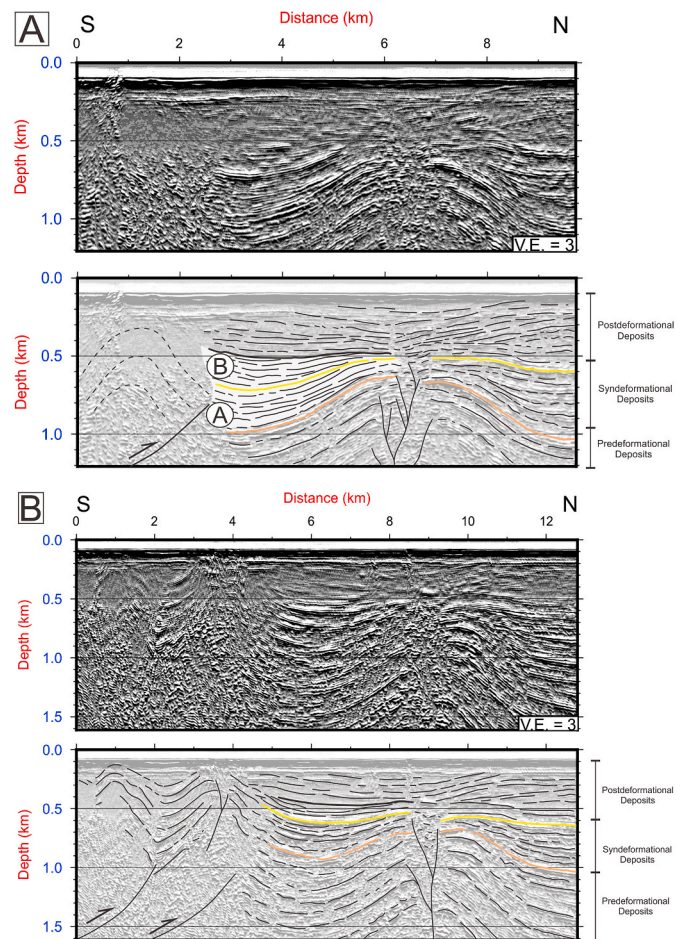 A
S
Distance (km)
N
0 2 4 6 8
0.0
0.5
1.0
Depth (km)
V.E. = 3
0.0
0.5
1.0
Depth (km)
B
A
Postdeformational
Deposits
Syndeformational
Deposits
Predeformational
Deposits
B
S
Distance (km)
N
0 2 4 6 8 10 12
0.0
0.5
1.0
1.5
Depth (km)
V.E. = 3
0.0
0.5
1.0
1.5
Depth (km)
Postdeformational
Deposits
Syndeformational
Deposits
Predeformational
Deposits